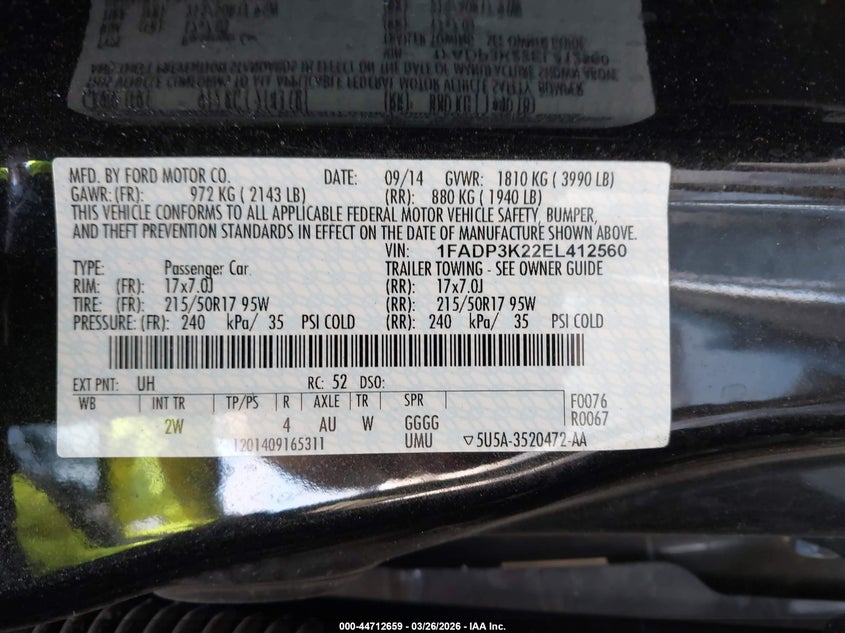 MFD. BY FORD MOTOR CO. DATE: 09/14 GVWR: 1810 KG ( 3990 LB)
GAWR: (FR): 972 KG ( 2143 LB) (RR): 880 KG ( 1940 LB)
THIS VEHICLE CONFORMS TO ALL APPLICABLE FEDERAL MOTOR VEHICLE SAFETY, BUMPER,
AND THEFT PREVENTION STANDARDS IN EFFECT ON THE DATE OF MANUFACTURE SHOWN ABOVE.
VIN: 1FADP3K22EL412560
TYPE: Passenger Car TRAILER TOWING - SEE OWNER GUIDE
RIM: (FR): 17x7.0J (RR): 17x7.0J
TIRE: (FR): 215/50R17 95W (RR): 215/50R17 95W
PRESSURE: (FR): 240 kPa/ 35 PSI COLD (RR): 240 kPa/ 35 PSI COLD
EXT PNT: UH RC: 52 DSO:
WB INT TR TP/PS R AXLE TR SPR F0076
2W 4 AU W GGGG R0067
1201409165311 UMU ▽5U5A-3520472-AA
000-44712659 - 03/26/2026 - IAA Inc.